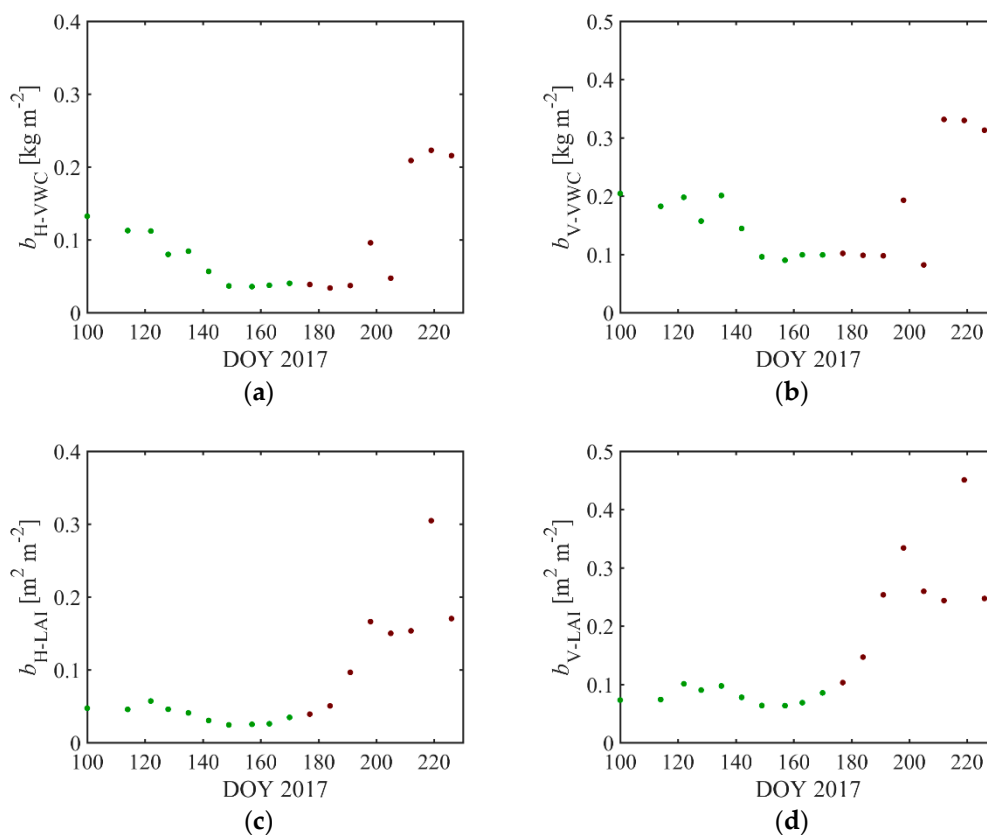 0.4
0.3
0.2
0.1
0
b_H-VWC [kg m^-2]
100 120 140 160 180 200 220
DOY 2017
(a)
0.5
0.4
0.3
0.2
0.1
0
b_V-VWC [kg m^-2]
100 120 140 160 180 200 220
DOY 2017
(b)
0.4
0.3
0.2
0.1
0
b_H-LAI [m^2 m^-2]
100 120 140 160 180 200 220
DOY 2017
(c)
0.5
0.4
0.3
0.2
0.1
0
b_V-LAI [m^2 m^-2]
100 120 140 160 180 200 220
DOY 2017
(d)